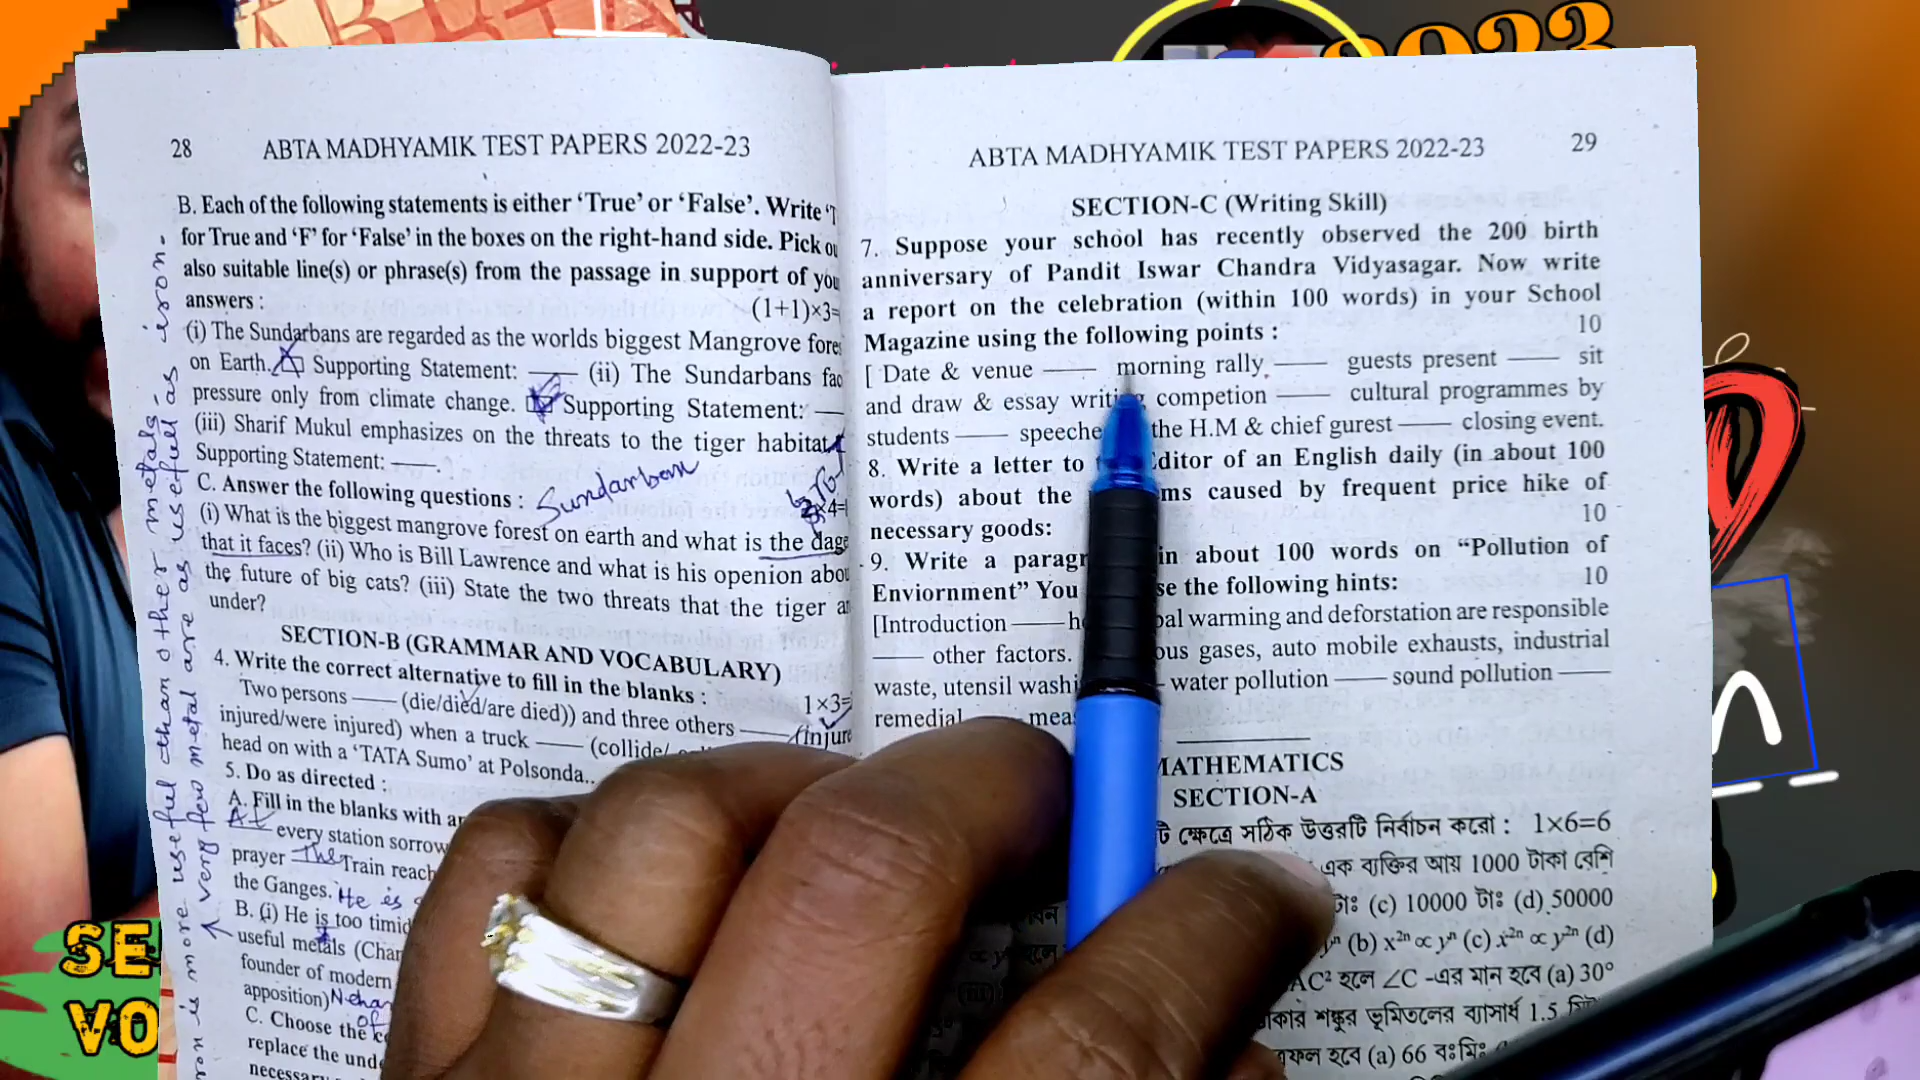 2023
28 ABTA MADHYAMIK TEST PAPERS 2022-23
B. Each of the following statements is either ‘True’ or ‘False’. Write ‘T
for True and ‘F’ for ‘False’ in the boxes on the right-hand side. Pick ou
also suitable line(s) or phrase(s) from the passage in support of you
answers : (1+1)×3=
(i) The Sundarbans are regarded as the worlds biggest Mangrove fores
on Earth. Supporting Statement: —— (ii) The Sundarbans fac
pressure only from climate change. Supporting Statement: ——
(iii) Sharif Mukul emphasizes on the threats to the tiger habitat
Supporting Statement: ——.
C. Answer the following questions : Sundarban 2×4=
(i) What is the biggest mangrove forest on earth and what is the dage
that it faces? (ii) Who is Bill Lawrence and what is his openion abou
the future of big cats? (iii) State the two threats that the tiger a
under?
SECTION-B (GRAMMAR AND VOCABULARY)
4. Write the correct alternative to fill in the blanks : 1×3=
Two persons —— (die/died/are died)) and three others —— (injure
injured/were injured) when a truck —— (collide/
head on with a ‘TATA Sumo’ at Polsonda..
5. Do as directed :
A. Fill in the blanks with
At every station sorrow
prayer The Train reach
the Ganges. He is
B. (i) He is too timid
useful metals (Chan
founder of modern
apposition)
C. Choose the
replace the und
necessary
iron is more useful than other metals.
very few metal are as useful as iron.
ABTA MADHYAMIK TEST PAPERS 2022-23 29
SECTION-C (Writing Skill)
7. Suppose your school has recently observed the 200 birth
anniversary of Pandit Iswar Chandra Vidyasagar. Now write
a report on the celebration (within 100 words) in your School
Magazine using the following points : 10
[ Date & venue —— morning rally —— guests present —— sit
and draw & essay writing competion —— cultural programmes by
students —— speeche the H.M & chief gurest —— closing event.
8. Write a letter to ditor of an English daily (in about 100
words) about the ms caused by frequent price hike of
necessary goods: 10
9. Write a paragr in about 100 words on “Pollution of
Enviornment” You se the following hints: 10
[Introduction —— h bal warming and deforstation are responsible
—— other factors. ous gases, auto mobile exhausts, industrial
waste, utensil washi water pollution —— sound pollution ——
remedial meas
MATHEMATICS
SECTION-A
টি ক্ষেত্রে সঠিক উত্তরটি নির্বাচন করো : 1×6=6
এক ব্যক্তির আয় 1000 টাকা বেশি
টাঃ (c) 10000 টাঃ (d) 50000
yⁿ (b) x²ⁿ ∝ yⁿ (c) x²ⁿ ∝ y²ⁿ (d)
AC² হলে ∠C -এর মান হবে (a) 30°
কার শঙ্কুর ভূমিতলের ব্যাসার্ধ 1.5
ফল হবে (a) 66 বঃমিঃ
SE
VO